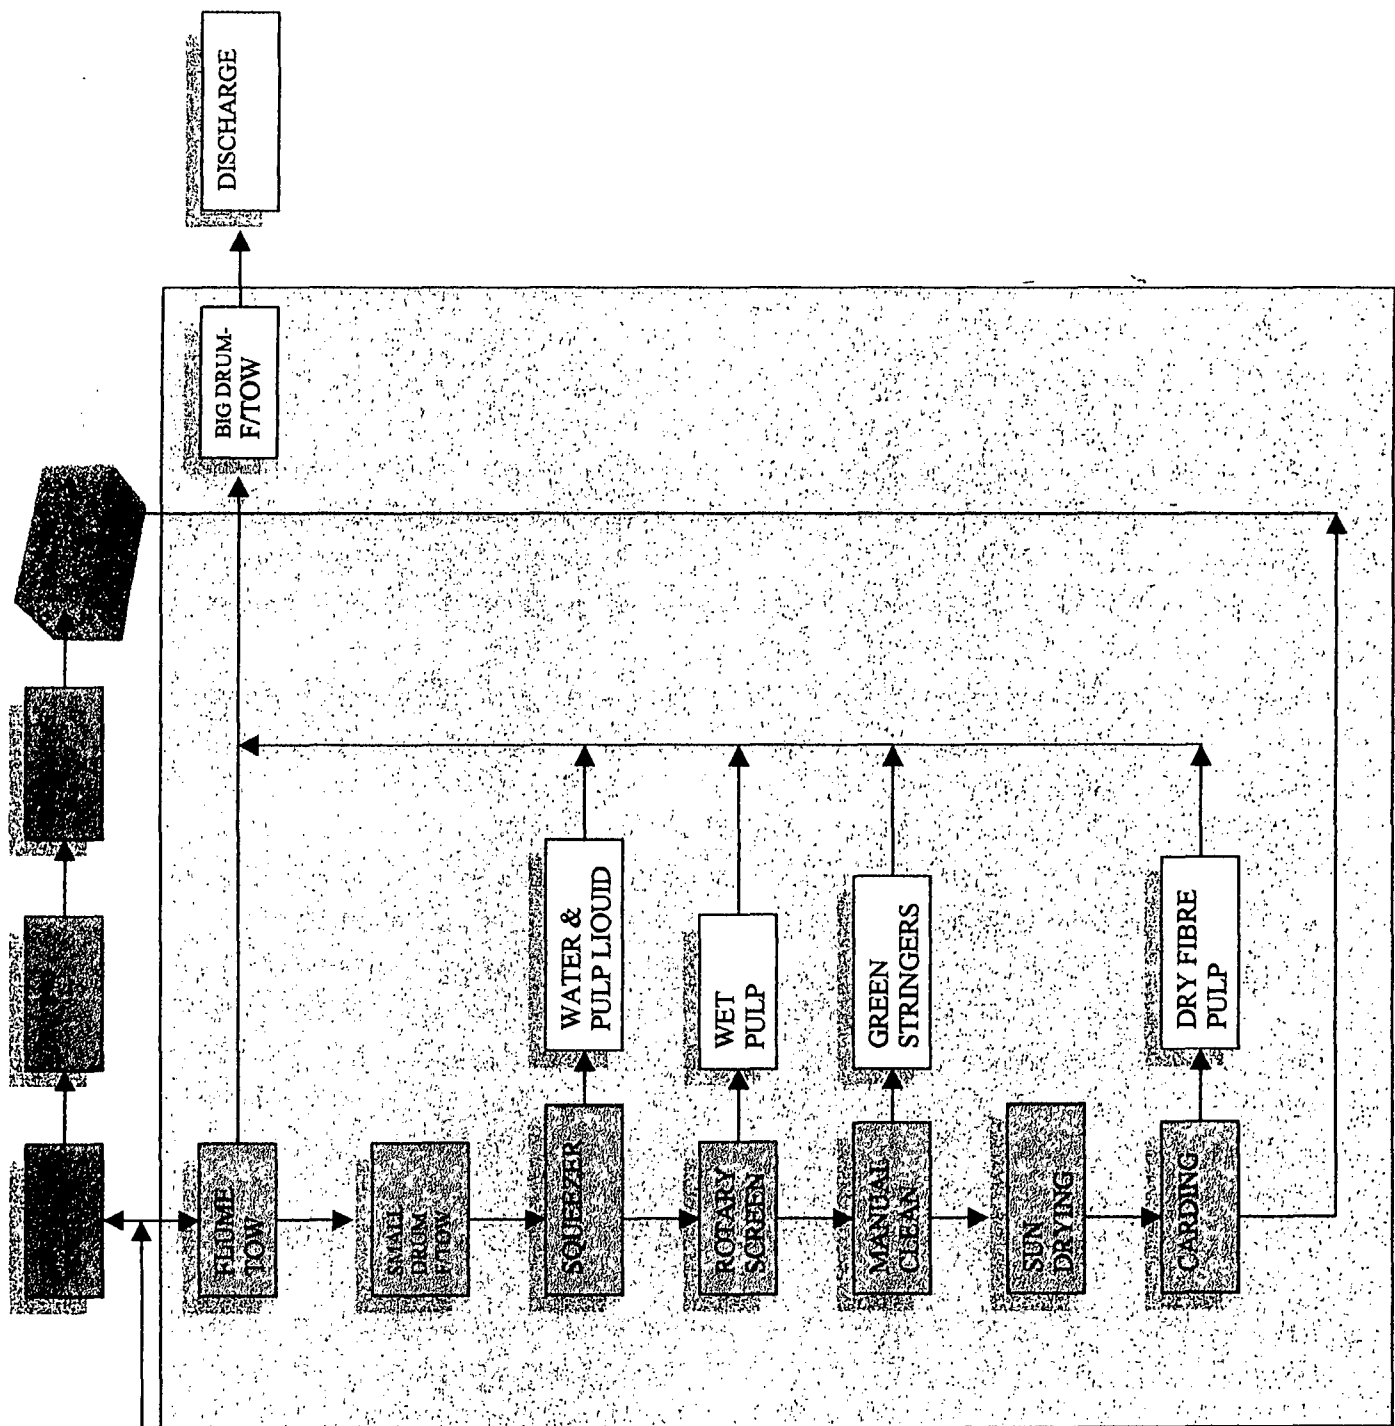 DISCHARGE
BIG DRUM-
F/TOW
FLUME
TOW
SMALL
DRUM
F/TOW
SQUEEZER
WATER &
PULP LIQUID
ROTARY
SCREEN
WET
PULP
MANUAL
CLEAN
GREEN
STRINGERS
SUN
DRYING
CARDING
DRY FIBRE
PULP